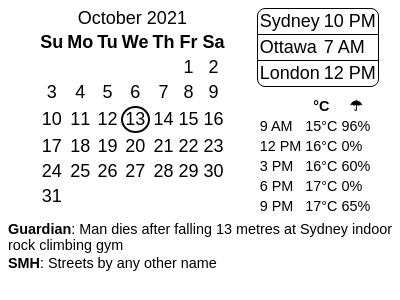 October 2021
Su Mo Tu We Th Fr Sa
1 2
3 4 5 6 7 8 9
10 11 12 13 14 15 16
17 18 19 20 21 22 23
24 25 26 27 28 29 30
31
Sydney 10 PM
Ottawa 7 AM
London 12 PM
°C ☂
9 AM 15°C 96%
12 PM 16°C 0%
3 PM 16°C 60%
6 PM 17°C 0%
9 PM 17°C 65%
Guardian: Man dies after falling 13 metres at Sydney indoor
rock climbing gym
SMH: Streets by any other name